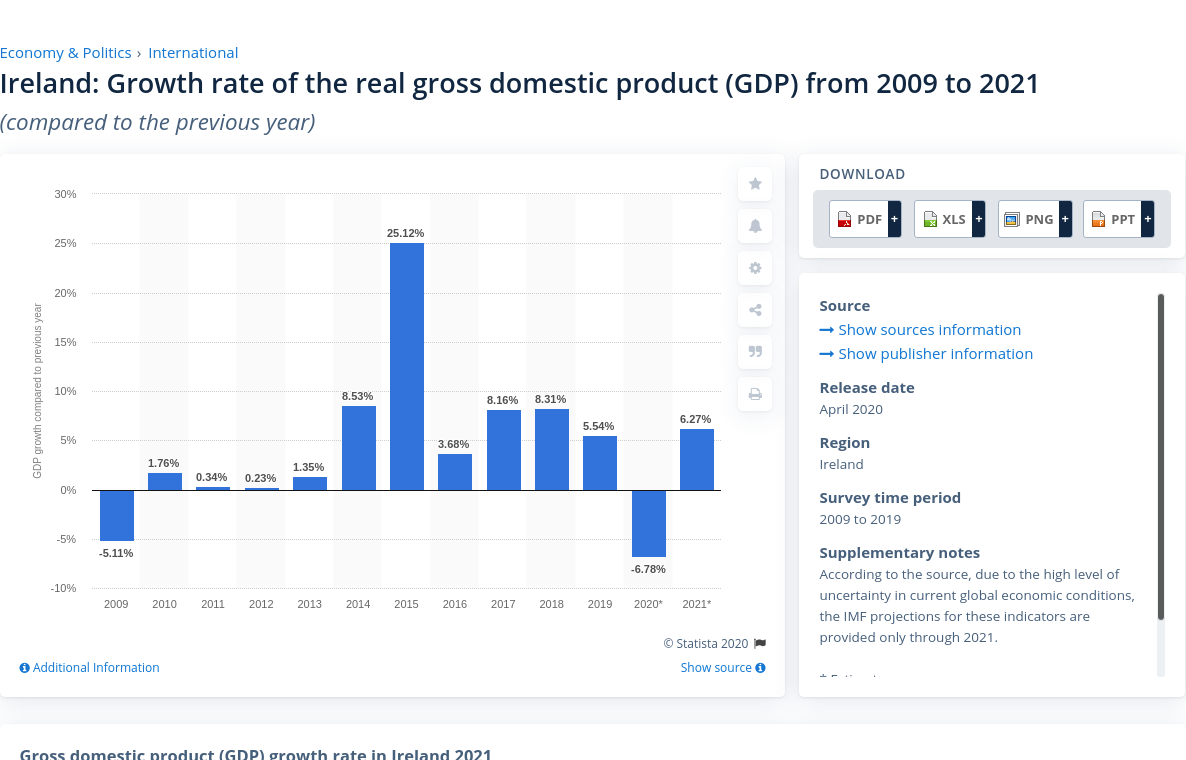 Economy & Politics › International
Ireland: Growth rate of the real gross domestic product (GDP) from 2009 to 2021
(compared to the previous year)
GDP growth compared to previous year
30%
25%
20%
15%
10%
5%
0%
-5%
-10%
-5.11%
1.76%
0.34%
0.23%
1.35%
8.53%
25.12%
3.68%
8.16%
8.31%
5.54%
-6.78%
6.27%
2009 2010 2011 2012 2013 2014 2015 2016 2017 2018 2019 2020* 2021*
© Statista 2020
Additional Information
Show source
DOWNLOAD
PDF + XLS + PNG + PPT +
Source
Show sources information
Show publisher information
Release date
April 2020
Region
Ireland
Survey time period
2009 to 2019
Supplementary notes
According to the source, due to the high level of
uncertainty in current global economic conditions,
the IMF projections for these indicators are
provided only through 2021.
Gross domestic product (GDP) growth rate in Ireland 2021